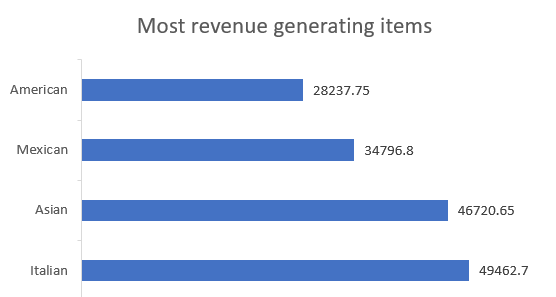 Most revenue generating items
American 28237.75
Mexican 34796.8
Asian 46720.65
Italian 49462.7